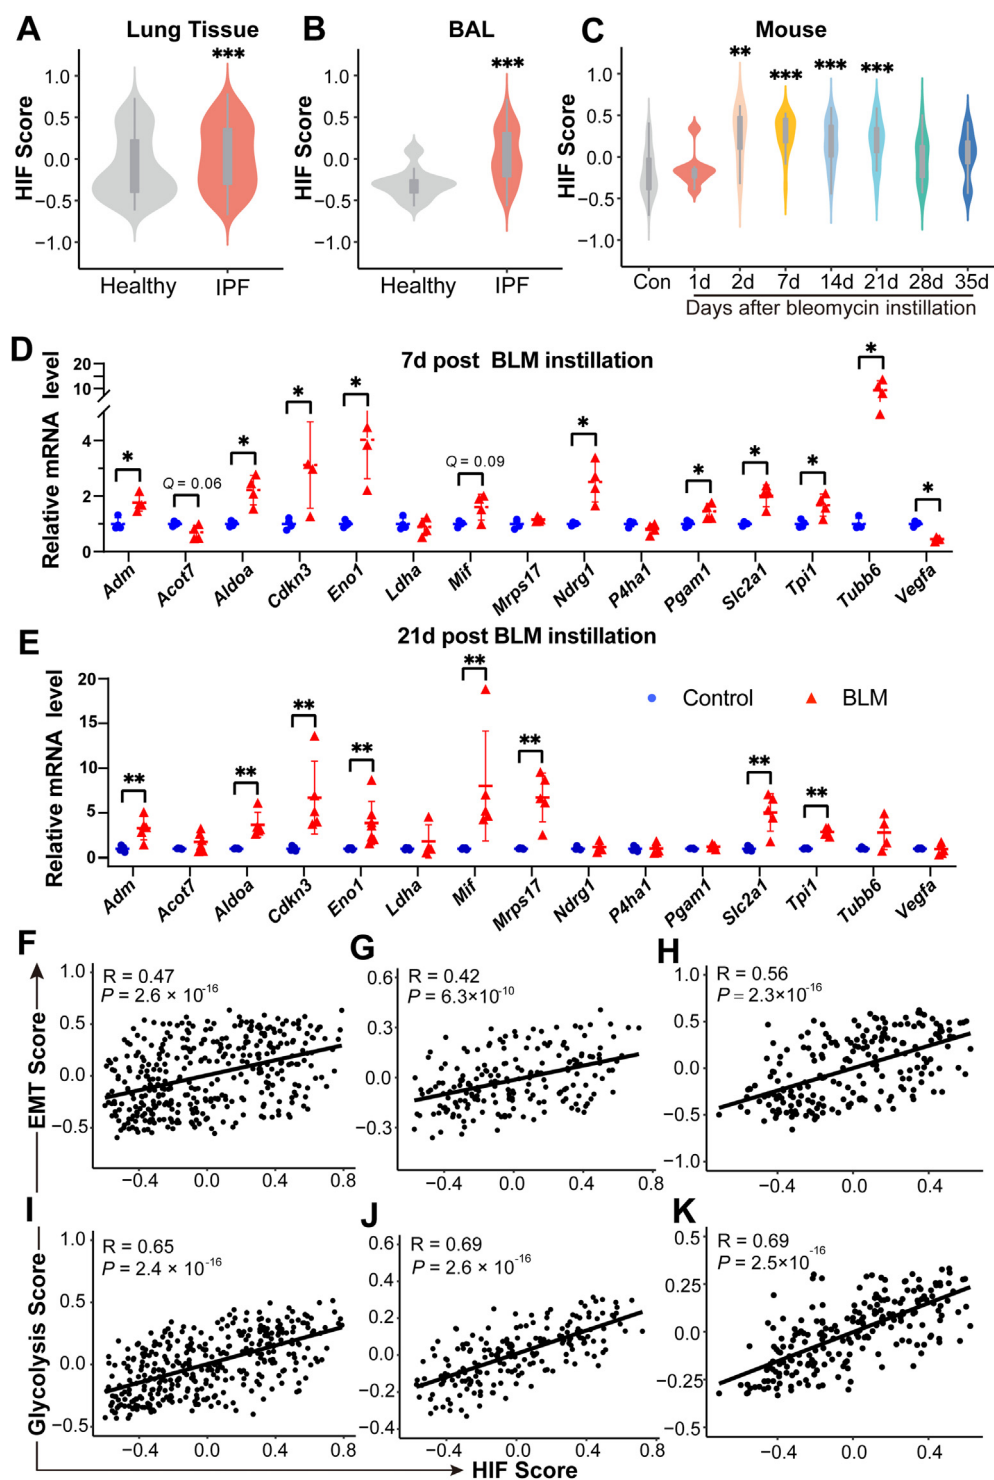 A Lung Tissue
HIF Score
1.0
0.5
0.0
−0.5
−1.0
***
Healthy IPF
B BAL
HIF Score
1.0
0.5
0.0
−0.5
−1.0
***
Healthy IPF
C Mouse
HIF Score
1.0
0.5
0.0
−0.5
−1.0
** *** *** ***
Con 1d 2d 7d 14d 21d 28d 35d
Days after bleomycin instillation
D 7d post BLM instillation
Relative mRNA level
20
10
4
2
0
* Q = 0.06 * * * Q = 0.09 * * * * * *
Adm Acot7 Aldoa Cdkn3 Eno1 Ldha Mif Mrps17 Ndrg1 P4ha1 Pgam1 Slc2a1 Tpi1 Tubb6 Vegfa
E 21d post BLM instillation
Relative mRNA level
20
15
10
5
0
Control BLM
** ** ** ** ** ** ** **
Adm Acot7 Aldoa Cdkn3 Eno1 Ldha Mif Mrps17 Ndrg1 P4ha1 Pgam1 Slc2a1 Tpi1 Tubb6 Vegfa
F
EMT Score
R = 0.47
P = 2.6 × 10⁻¹⁶
1.0
0.5
0.0
−0.5
−0.4 0.0 0.4 0.8
G
R = 0.42
P = 6.3×10⁻¹⁰
0.6
0.3
0.0
−0.3
−0.4 0.0 0.4 0.8
H
R = 0.56
P = 2.3×10⁻¹⁶
1.0
0.5
0.0
−0.5
−1.0
−0.4 0.0 0.4
I
Glycolysis Score
R = 0.65
P = 2.4 × 10⁻¹⁶
1.0
0.5
0.0
−0.5
−0.4 0.0 0.4 0.8
J
R = 0.69
P = 2.6 × 10⁻¹⁶
0.6
0.4
0.2
0.0
−0.2
−0.4
−0.4 0.0 0.4 0.8
K
R = 0.69
P = 2.5×10⁻¹⁶
0.5
0.25
0.0
−0.25
−0.5
−0.4 0.0 0.4
HIF Score